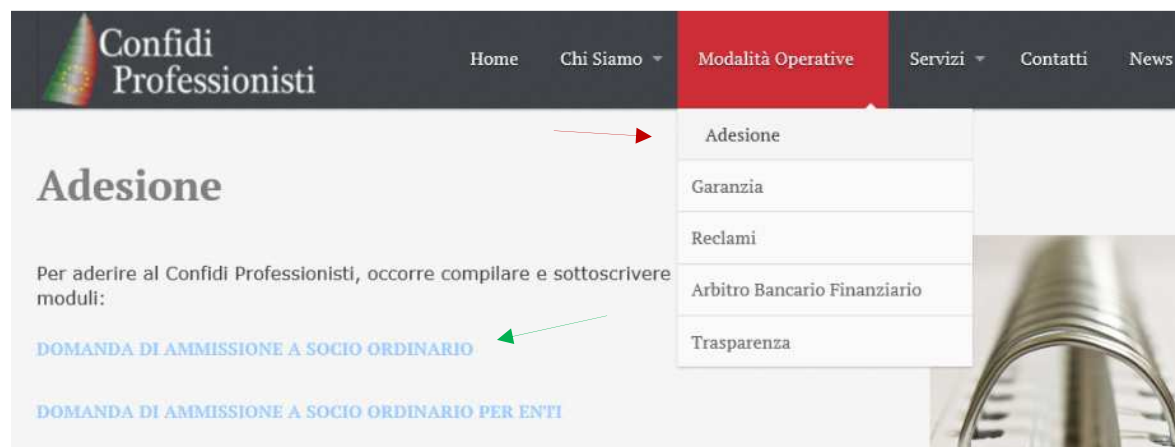 Confidi
Professionisti
Home Chi Siamo Modalità Operative Servizi Contatti News
Adesione
Garanzia
Reclami
Arbitro Bancario Finanziario
Trasparenza
Adesione
Per aderire al Confidi Professionisti, occorre compilare e sottoscrivere
moduli:
DOMANDA DI AMMISSIONE A SOCIO ORDINARIO
DOMANDA DI AMMISSIONE A SOCIO ORDINARIO PER ENTI